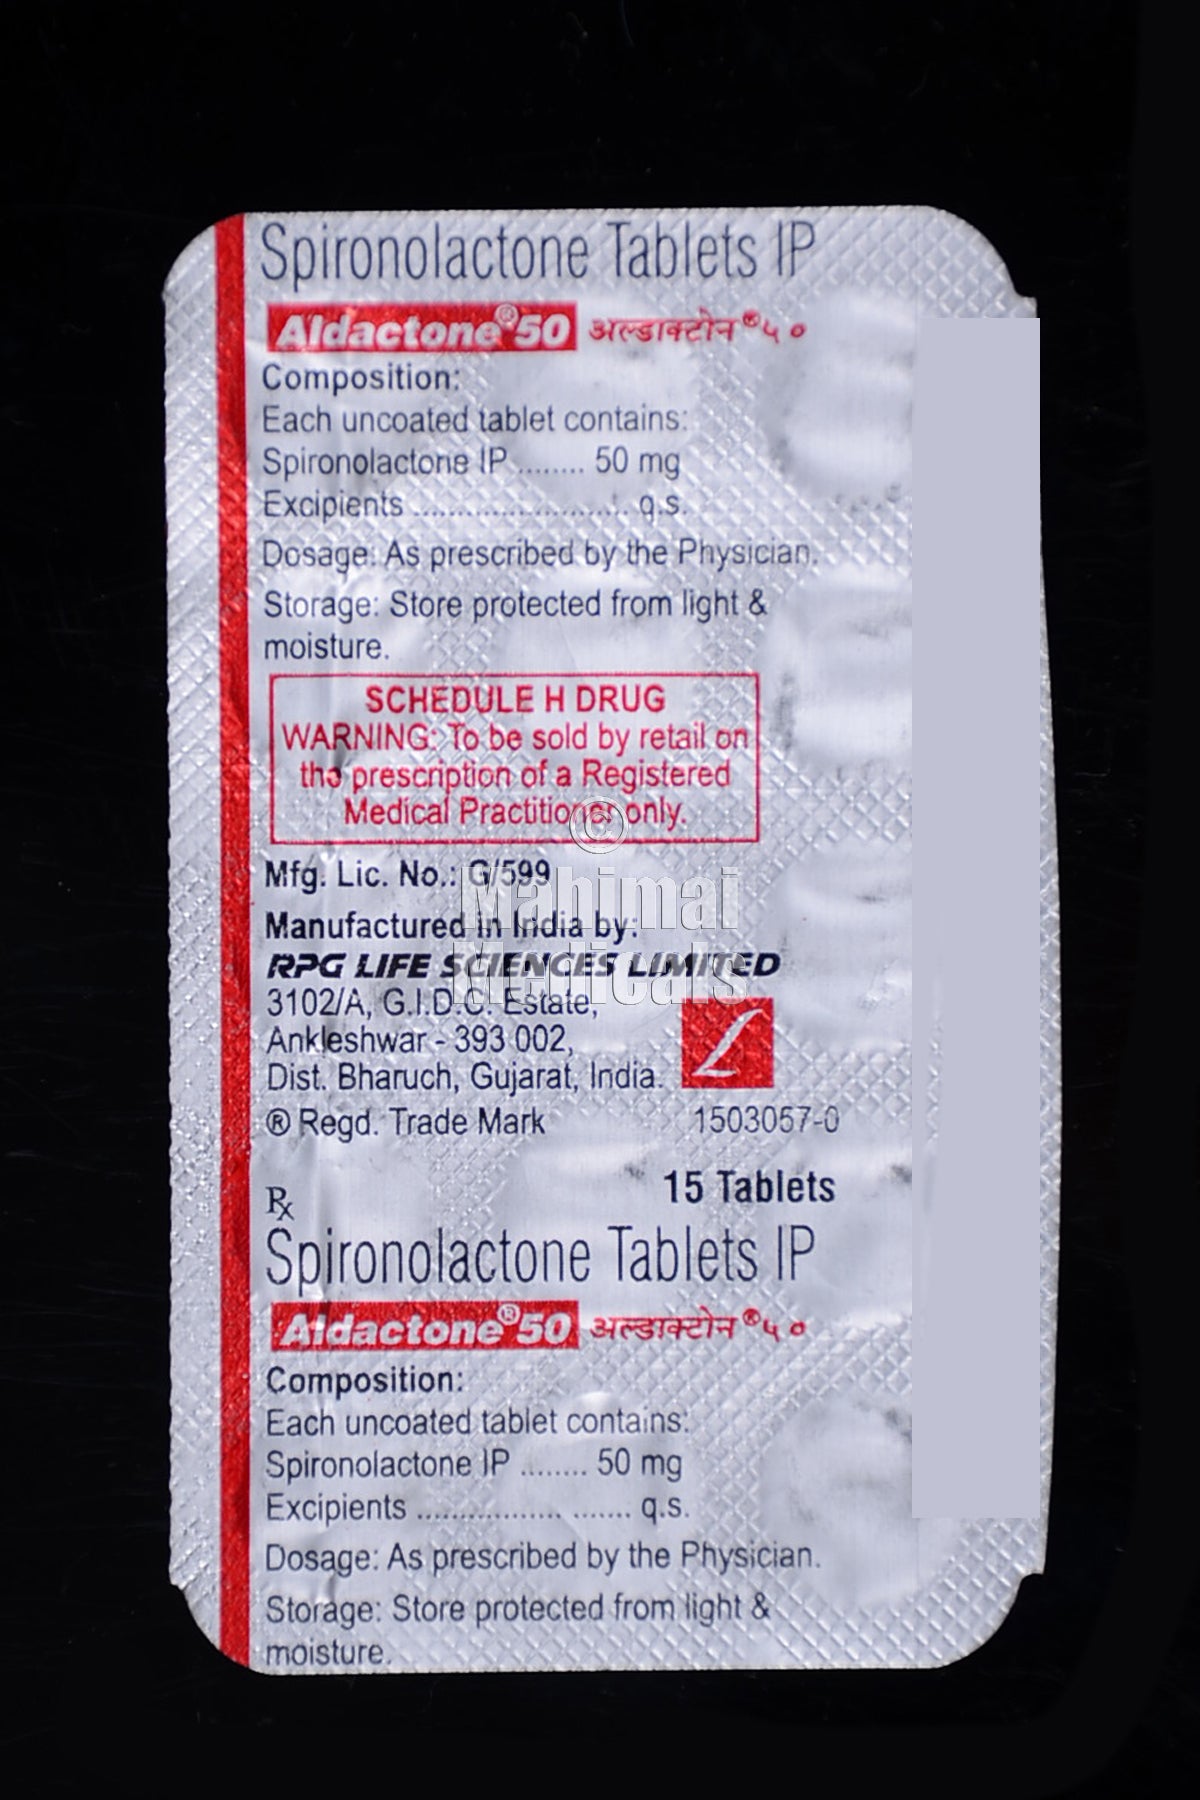 Spironolactone Tablets IP
Aldactone® 50 अल्डाक्टोन® ५०
Composition:
Each uncoated tablet contains:
Spironolactone IP ........ 50 mg
Excipients .......................... q.s.
Dosage: As prescribed by the Physician.
Storage: Store protected from light &
moisture.
SCHEDULE H DRUG
WARNING: To be sold by retail on
the prescription of a Registered
Medical Practitioner only.
©
Mahimai
Medicals
Mfg. Lic. No.: G/599
Manufactured in India by:
RPG LIFE SCIENCES LIMITED
3102/A, G.I.D.C. Estate,
Ankleshwar - 393 002,
Dist. Bharuch, Gujarat, India.
® Regd. Trade Mark 1503057-0
Rx 15 Tablets
Spironolactone Tablets IP
Aldactone® 50 अल्डाक्टोन® ५०
Composition:
Each uncoated tablet contains:
Spironolactone IP ........ 50 mg
Excipients .......................... q.s.
Dosage: As prescribed by the Physician.
Storage: Store protected from light &
moisture.